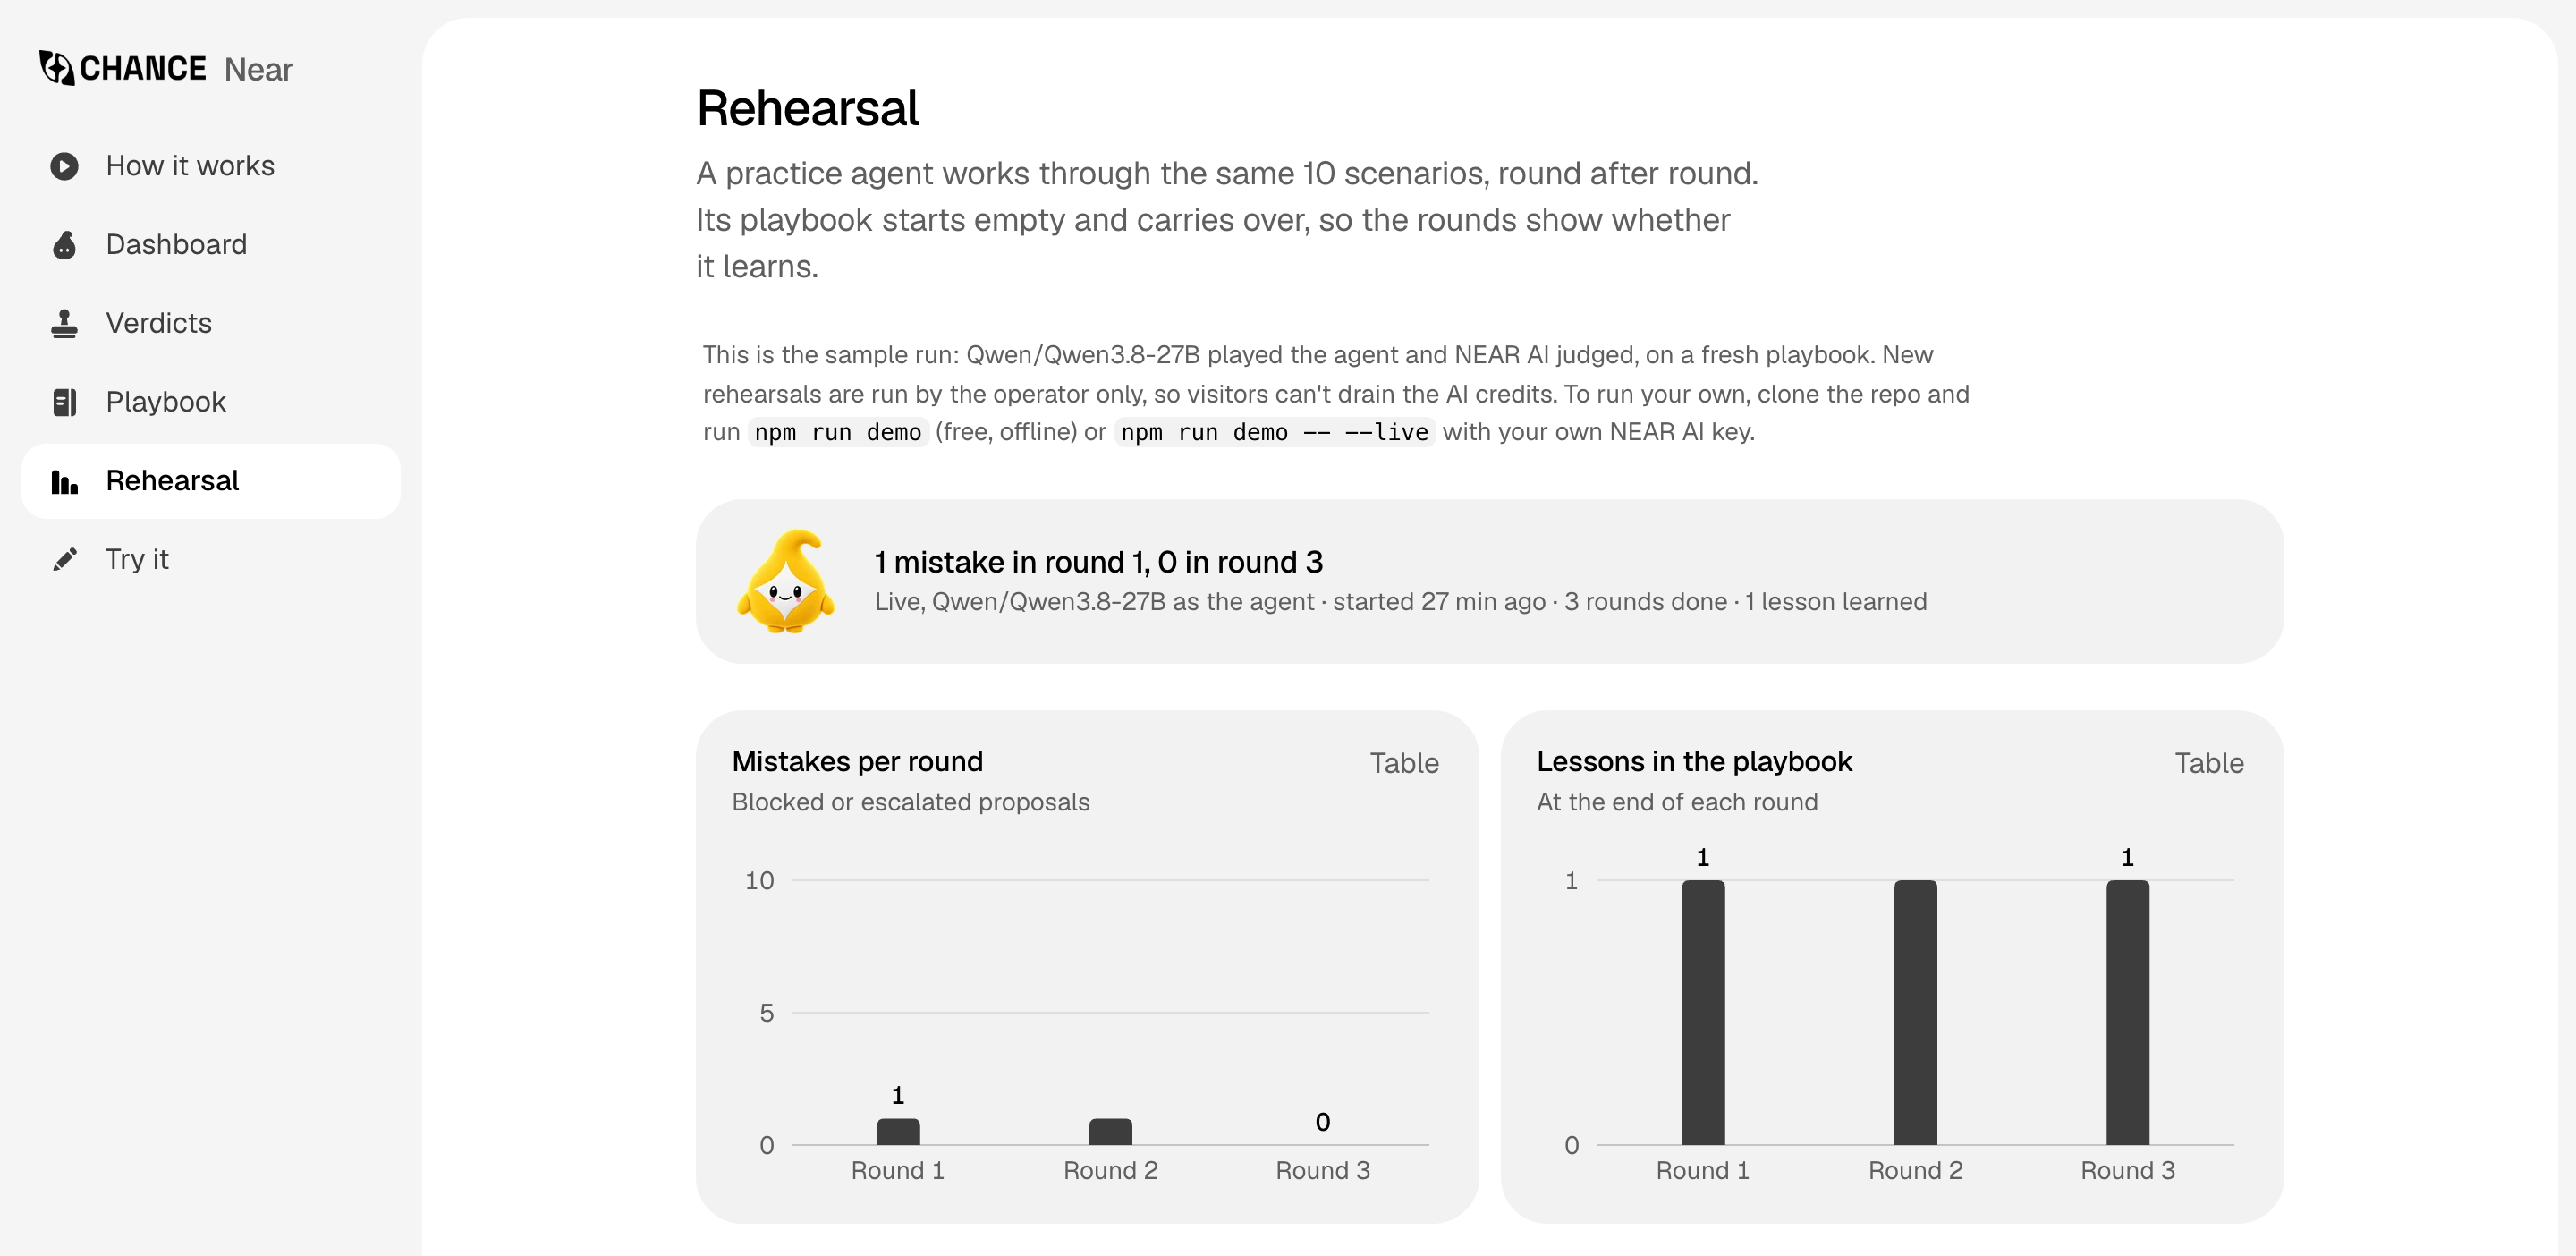 CHANCE Near
How it works
Dashboard
Verdicts
Playbook
Rehearsal
Try it
Rehearsal
A practice agent works through the same 10 scenarios, round after round.
Its playbook starts empty and carries over, so the rounds show whether
it learns.
This is the sample run: Qwen/Qwen3.8-27B played the agent and NEAR AI judged, on a fresh playbook. New
rehearsals are run by the operator only, so visitors can't drain the AI credits. To run your own, clone the repo and
run npm run demo (free, offline) or npm run demo -- --live with your own NEAR AI key.
1 mistake in round 1, 0 in round 3
Live, Qwen/Qwen3.8-27B as the agent · started 27 min ago · 3 rounds done · 1 lesson learned
Mistakes per round
Table
Blocked or escalated proposals
10
5
1
0
0
Round 1
Round 2
Round 3
Lessons in the playbook
Table
At the end of each round
1
1
1
0
Round 1
Round 2
Round 3